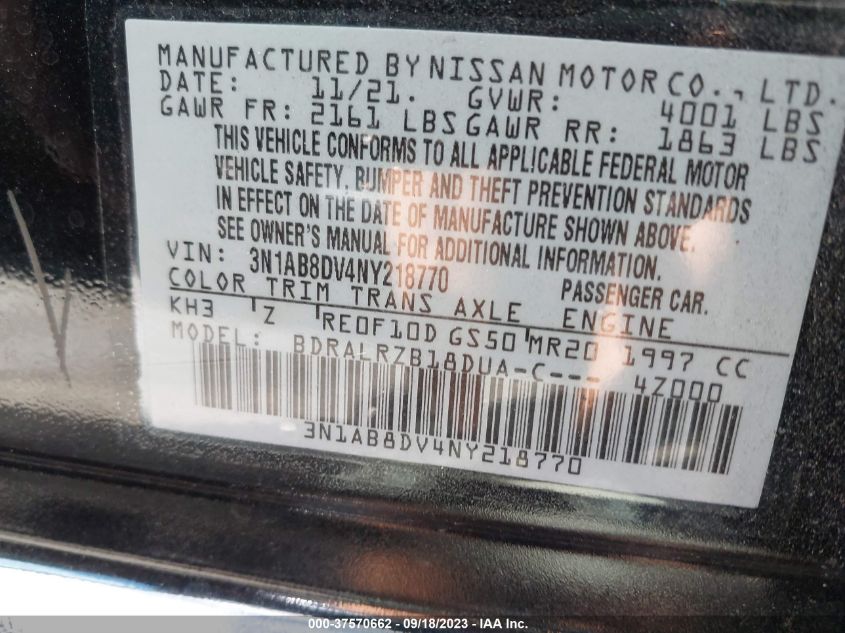 MANUFACTURED BY NISSAN MOTOR CO., LTD.
DATE: 11/21. GVWR: 4001 LBS
GAWR FR: 2161 LBS GAWR RR: 1863 LBS
THIS VEHICLE CONFORMS TO ALL APPLICABLE FEDERAL MOTOR
VEHICLE SAFETY, BUMPER AND THEFT PREVENTION STANDARDS
IN EFFECT ON THE DATE OF MANUFACTURE SHOWN ABOVE.
SEE OWNER'S MANUAL FOR ADDITIONAL INFORMATION.
VIN: 3N1AB8DV4NY218770 PASSENGER CAR.
COLOR TRIM TRANS AXLE ENGINE
KH3 Z RE0F10D GS50 MR20 1997 CC
MODEL: BDRALRZB18DUA-C--- 4Z000
3N1AB8DV4NY218770
000-37570662 - 09/18/2023 - IAA Inc.